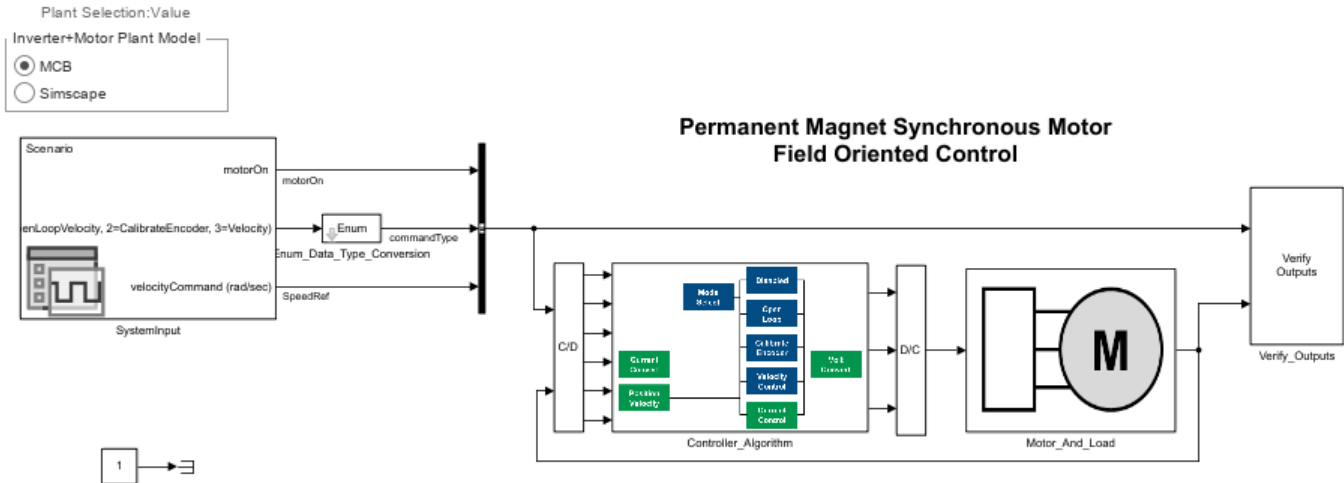 Plant Selection:Value
Inverter+Motor Plant Model
MCB
Simscape
Permanent Magnet Synchronous Motor
Field Oriented Control
Scenario
motorOn
motorOn
enLoopVelocity, 2=CalibrateEncoder, 3=Velocity)
Enum
commandType
Enum_Data_Type_Conversion
velocityCommand (rad/sec)
SpeedRef
SystemInput
C/D
Mode
Select
Disabled
Open
Loop
Calibrate
Encoder
Velocity
Control
Current
Control
Current
Convert
Position
Velocity
Volt
Convert
Controller_Algorithm
D/C
M
Motor_And_Load
Verify
Outputs
Verify_Outputs
1